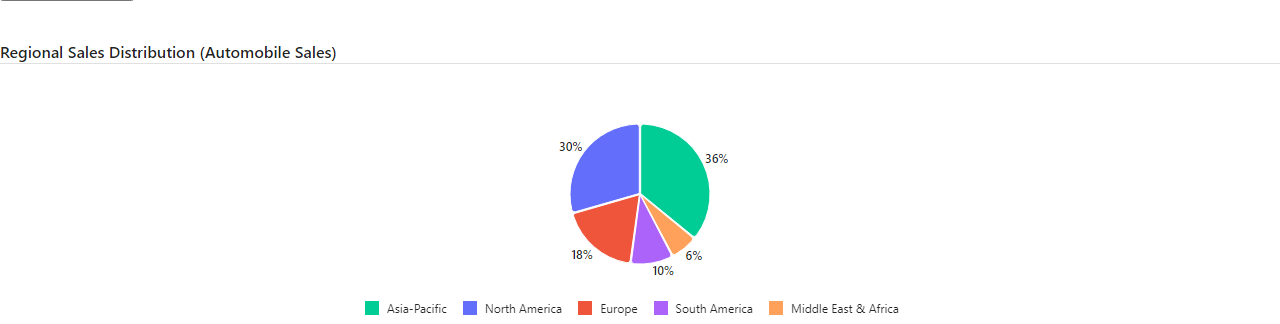 Regional Sales Distribution (Automobile Sales)
30%
36%
18%
6%
10%
Asia-Pacific North America Europe South America Middle East & Africa